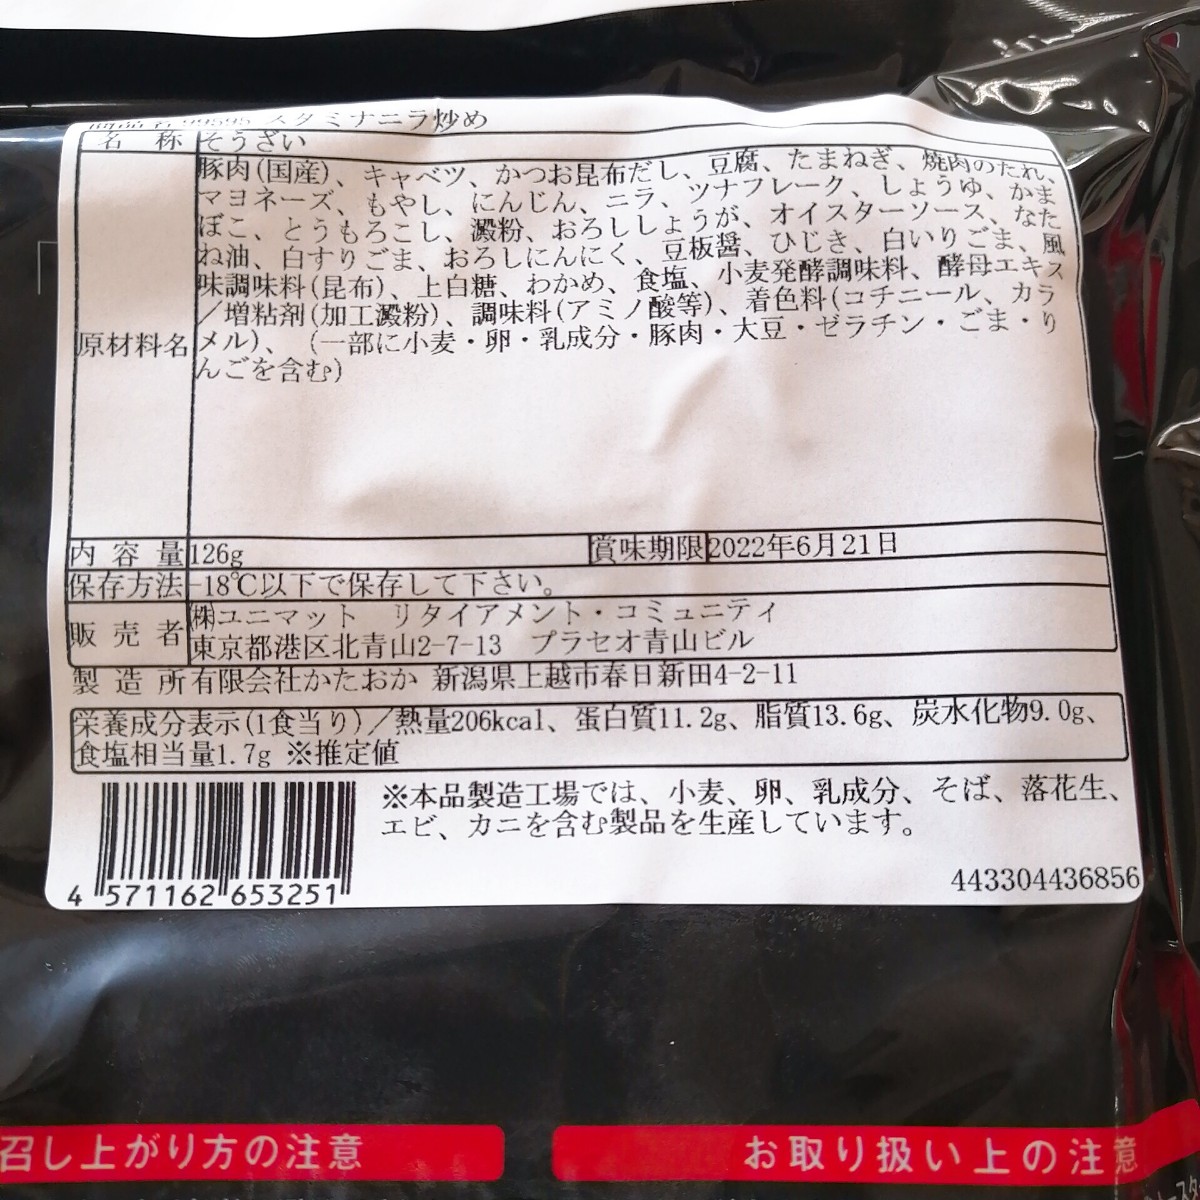 スタミナニラ炒め
名 称 そうざい
原材料名 豚肉(国産)、キャベツ、かつお昆布だし、豆腐、たまねぎ、焼肉のたれ、
マヨネーズ、もやし、にんじん、ニラ、ツナフレーク、しょうゆ、かま
ぼこ、とうもろこし、澱粉、おろししょうが、オイスターソース、なた
ね油、白すりごま、おろしにんにく、豆板醤、ひじき、白いりごま、風
味調味料(昆布)、上白糖、わかめ、食塩、小麦発酵調味料、酵母エキス
／増粘剤(加工澱粉)、調味料(アミノ酸等)、着色料(コチニール、カラ
メル)、(一部に小麦・卵・乳成分・豚肉・大豆・ゼラチン・ごま・り
んごを含む)
内 容 量 126g 賞味期限 2022年6月21日
保存方法 -18℃以下で保存して下さい。
販 売 者 ㈱ユニマット リタイアメント・コミュニティ
東京都港区北青山2-7-13 プラセオ青山ビル
製 造 所 有限会社かたおか 新潟県上越市春日新田4-2-11
栄養成分表示(1食当り)／熱量206kcal、蛋白質11.2g、脂質13.6g、炭水化物9.0g、
食塩相当量1.7g ※推定値
※本品製造工場では、小麦、卵、乳成分、そば、落花生、
エビ、カニを含む製品を生産しています。
4 571162 653251
443304436856
召し上がり方の注意
お取り扱い上の注意